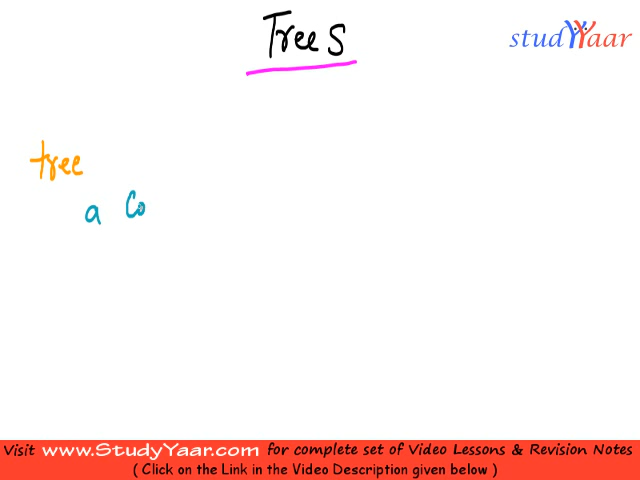 Trees
studYYaar
tree
a Co
Visit www.StudyYaar.com for complete set of Video Lessons & Revision Notes
( Click on the Link in the Video Description given below )